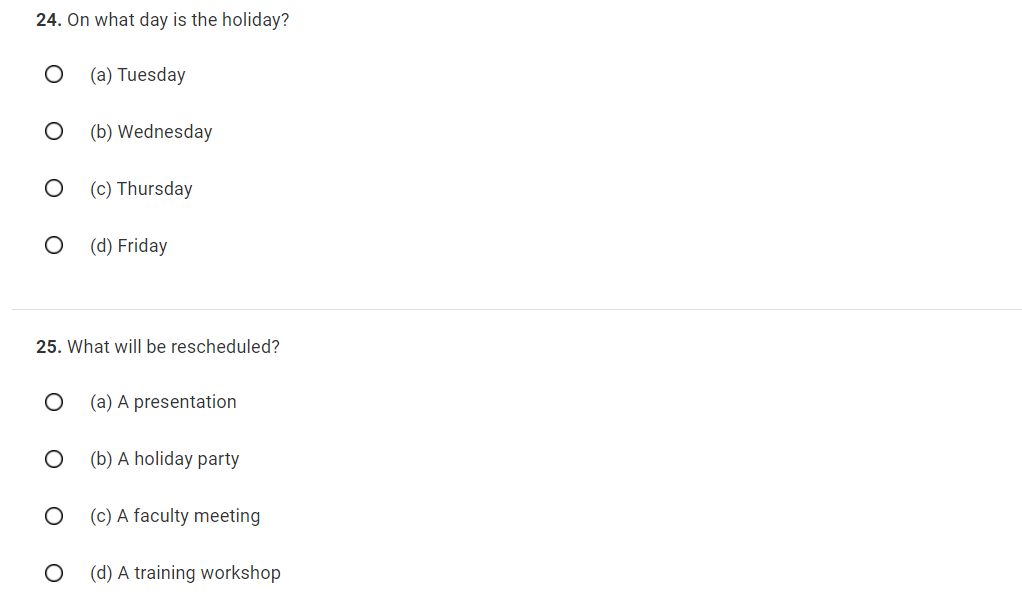 24. On what day is the holiday?
(a) Tuesday
(b) Wednesday
(c) Thursday
(d) Friday
25. What will be rescheduled?
(a) A presentation
(b) A holiday party
(c) A faculty meeting
(d) A training workshop